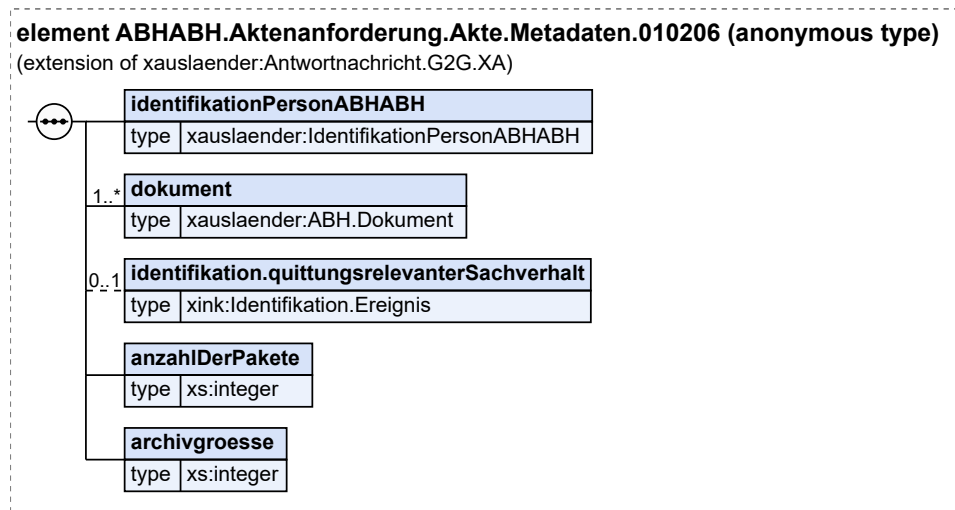 element ABHABH.Aktenanforderung.Akte.Metadaten.010206 (anonymous type)
(extension of xauslaender:Antwortnachricht.G2G.XA)
identifikationPersonABHABH
type xauslaender:IdentifikationPersonABHABH
1..* dokument
type xauslaender:ABH.Dokument
0..1 identifikation.quittungsrelevanterSachverhalt
type xink:Identifikation.Ereignis
anzahlDerPakete
type xs:integer
archivgroesse
type xs:integer